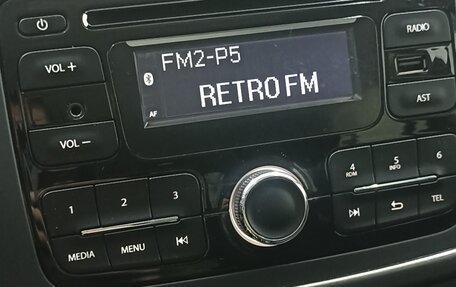 RADIO
VOL +
FM2-P5
RETRO FM
AF
AST
VOL –
4 RDM
5 INFO
6
1
2
3
TEL
MEDIA
MENU